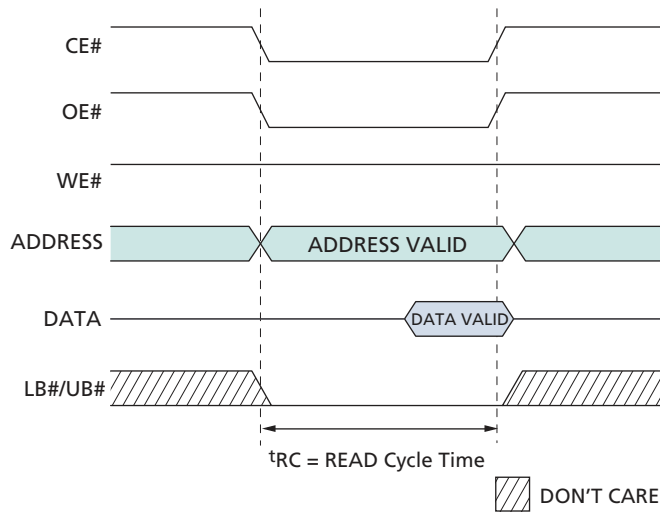 CE#
OE#
WE#
ADDRESS
ADDRESS VALID
DATA
DATA VALID
LB#/UB#
tRC = READ Cycle Time
DON'T CARE